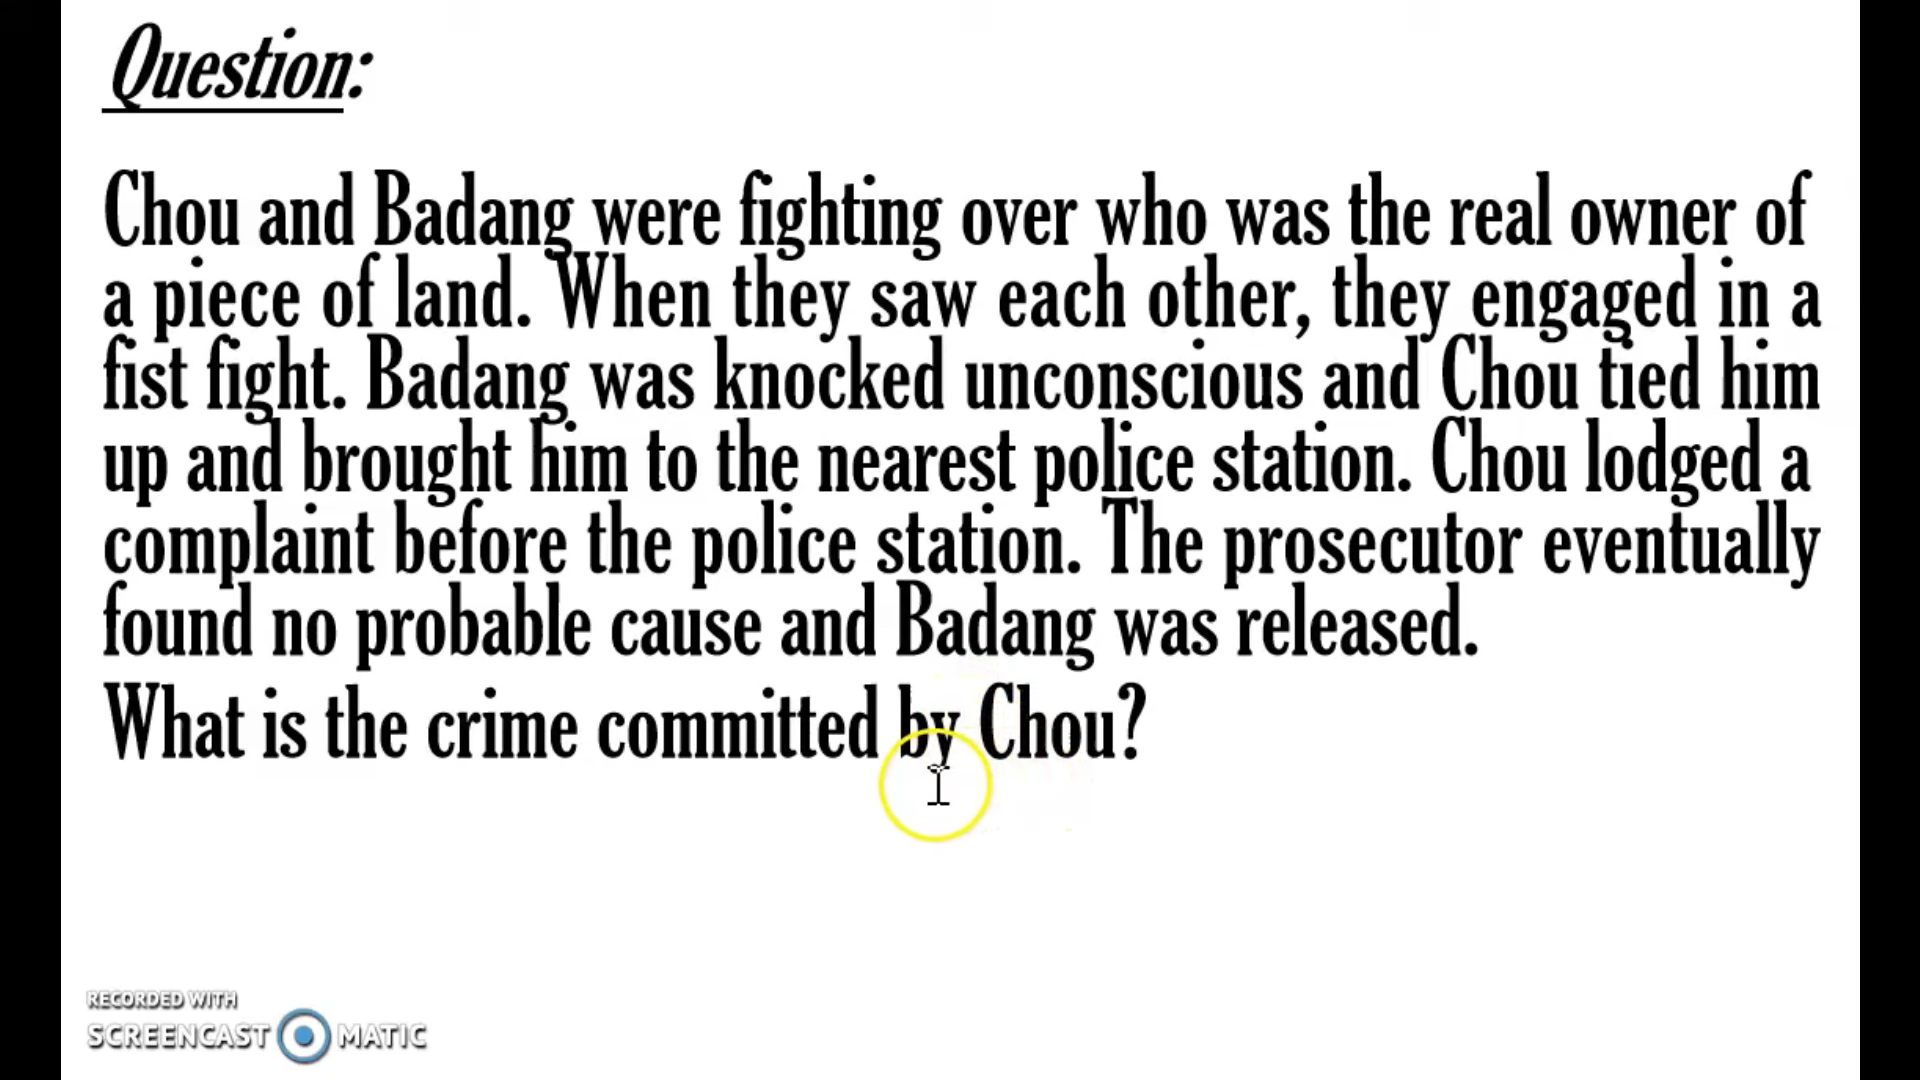 Question:
Chou and Badang were fighting over who was the real owner of
a piece of land. When they saw each other, they engaged in a
fist fight. Badang was knocked unconscious and Chou tied him
up and brought him to the nearest police station. Chou lodged a
complaint before the police station. The prosecutor eventually
found no probable cause and Badang was released.
What is the crime committed by Chou?
RECORDED WITH
SCREENCAST MATIC